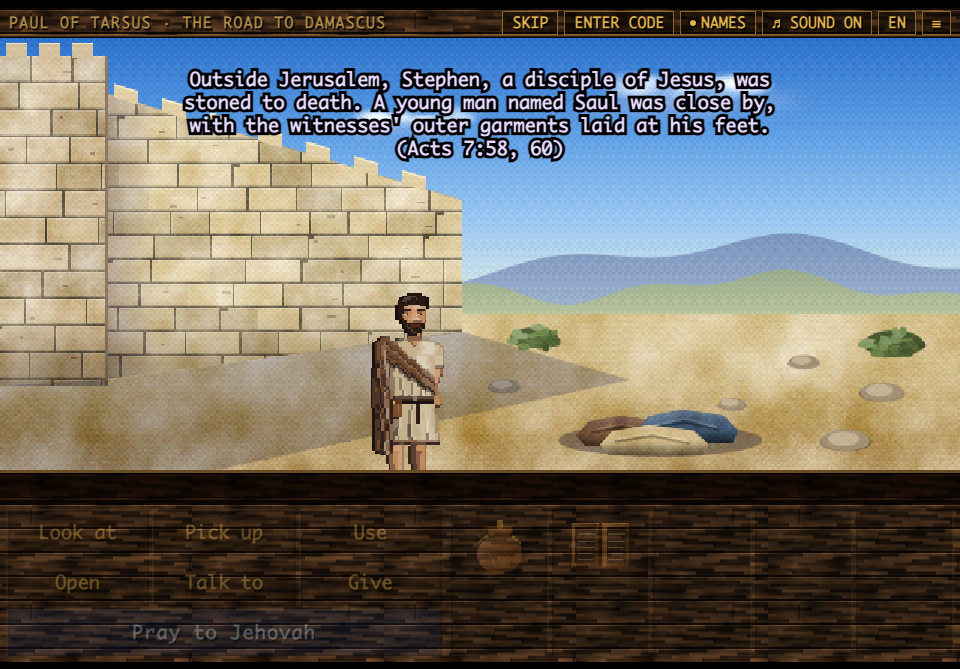 PAUL OF TARSUS · THE ROAD TO DAMASCUS
SKIP
ENTER CODE
• NAMES
♬ SOUND ON
EN
≡
Outside Jerusalem, Stephen, a disciple of Jesus, was
stoned to death. A young man named Saul was close by,
with the witnesses' outer garments laid at his feet.
(Acts 7:58, 60)
Look at
Pick up
Use
Open
Talk to
Give
Pray to Jehovah